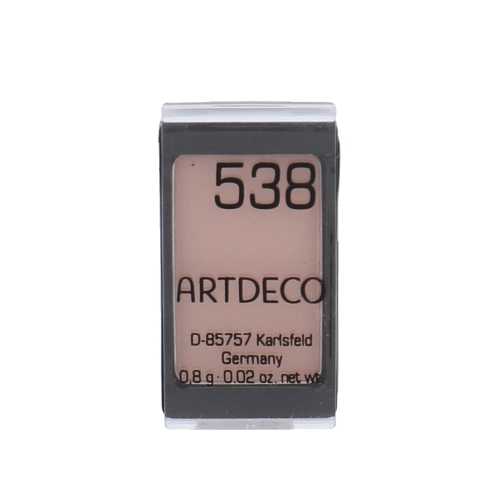 538
ARTDECO
D-85757 Karlsfeld
Germany
0,8 g · 0.02 oz. net wt.